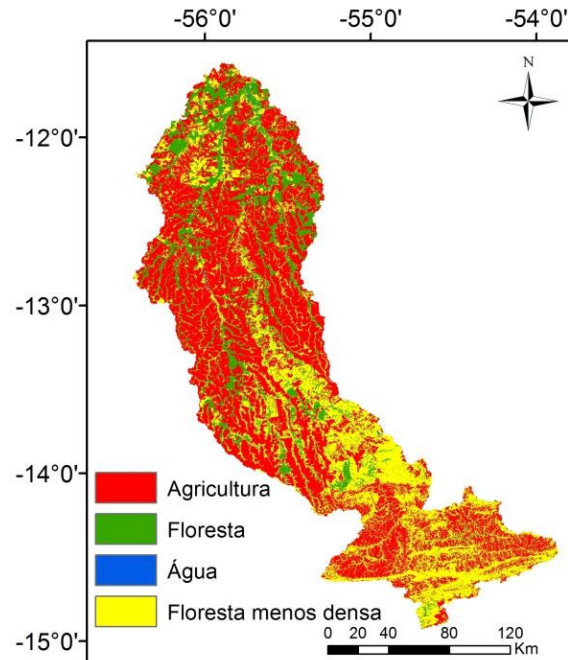 -56°0' -55°0' -54°0'
N
-12°0'
-13°0'
-14°0'
Agricultura
Floresta
Água
Floresta menos densa
-15°0'
0 20 40 80 120
Km